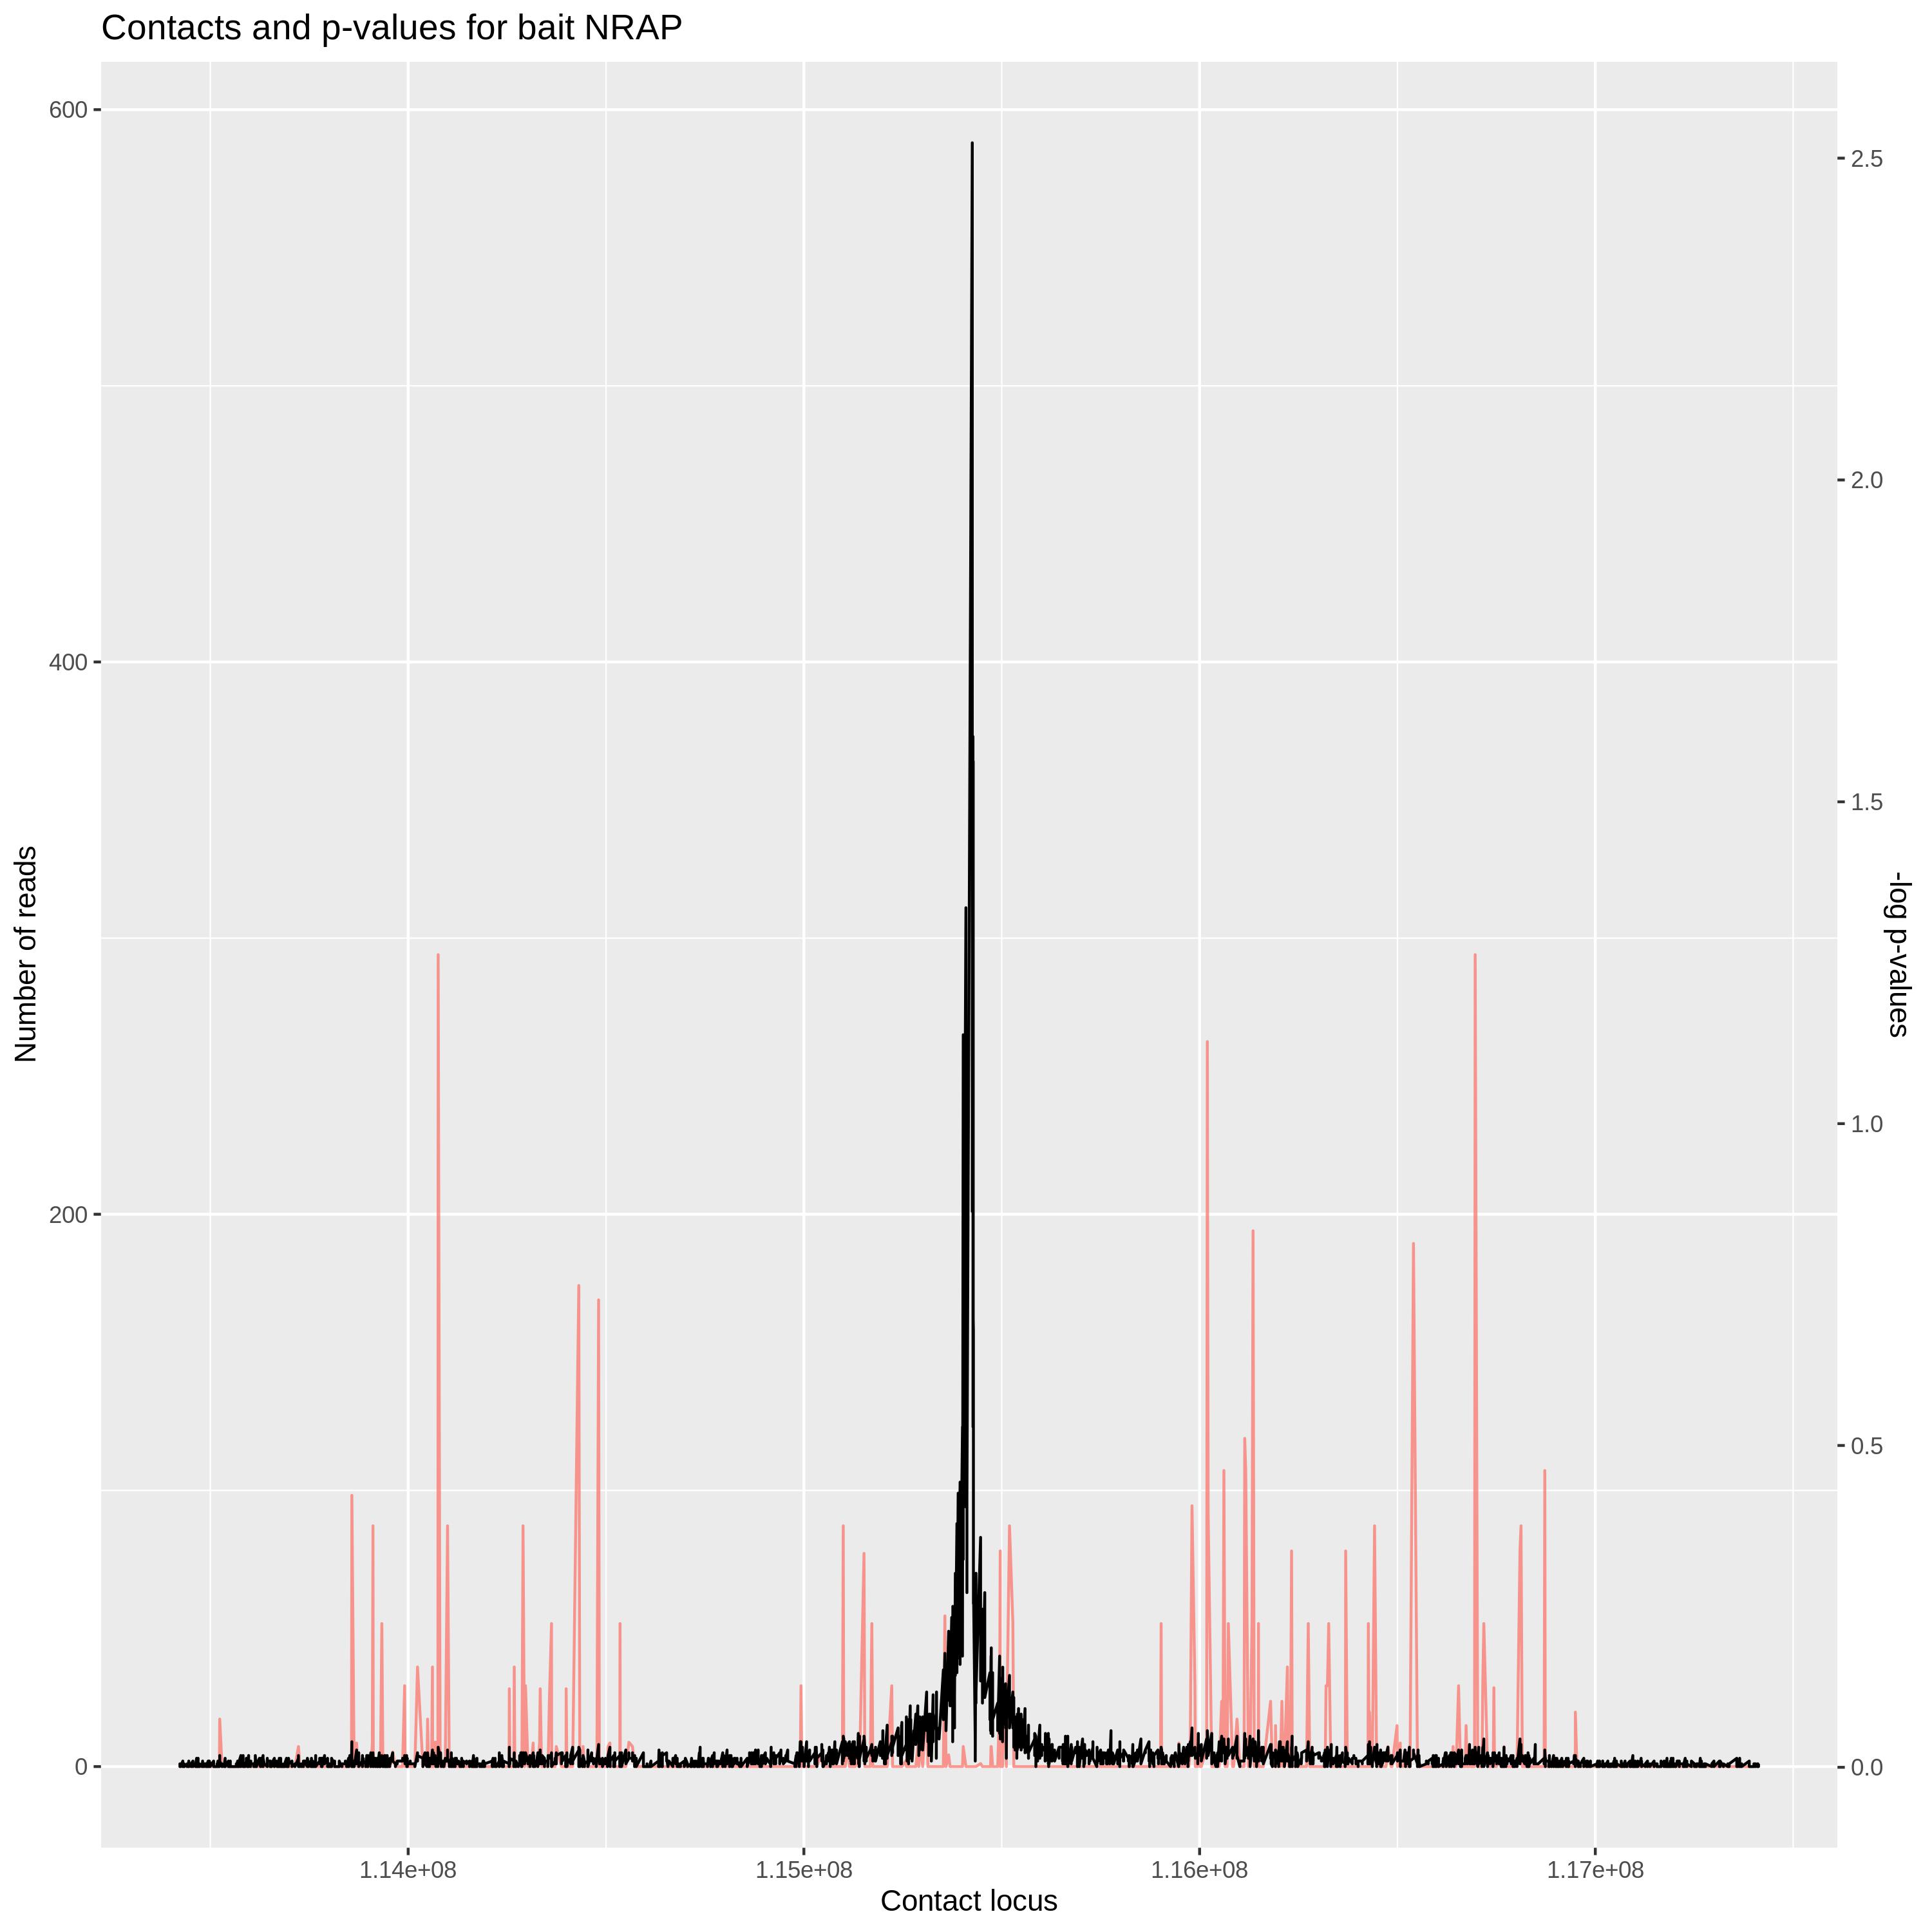 Contacts and p-values for bait NRAP
600
400
200
0
Number of reads
2.5
2.0
1.5
1.0
0.5
0.0
-log p-values
1.14e+08
1.15e+08
1.16e+08
1.17e+08
Contact locus